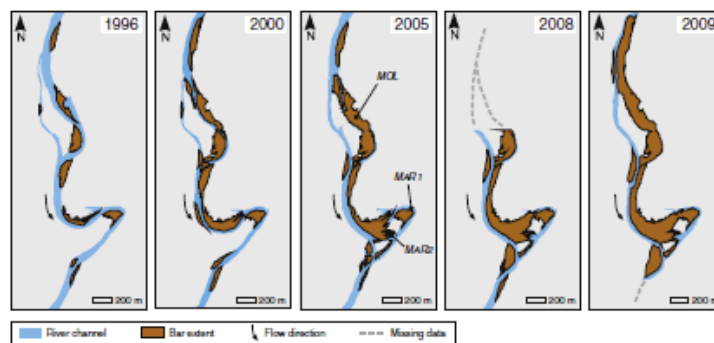 1996
N
200 m
2000
N
200 m
2005
N
MOL
MAR1
MAR2
200 m
2008
N
200 m
2009
N
200 m
River channel Bar extent Flow direction Missing data